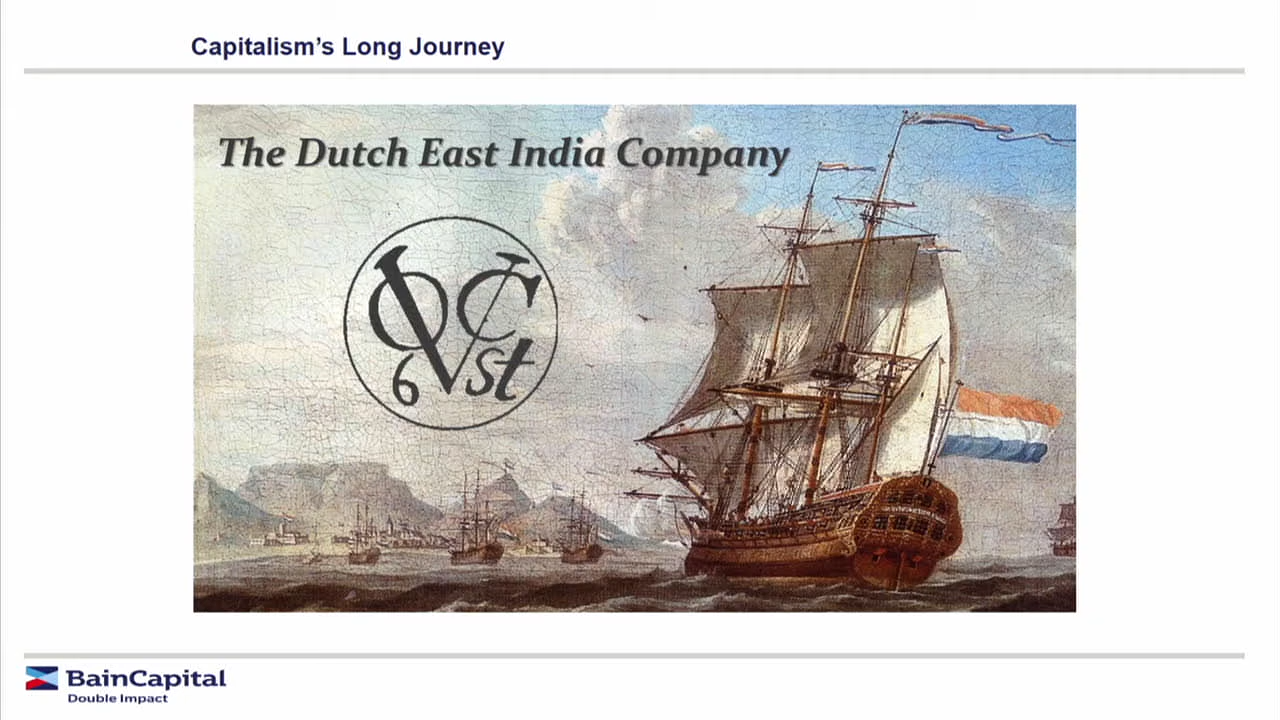 Capitalism’s Long Journey
The Dutch East India Company
VOC
6 st
BainCapital
Double Impact